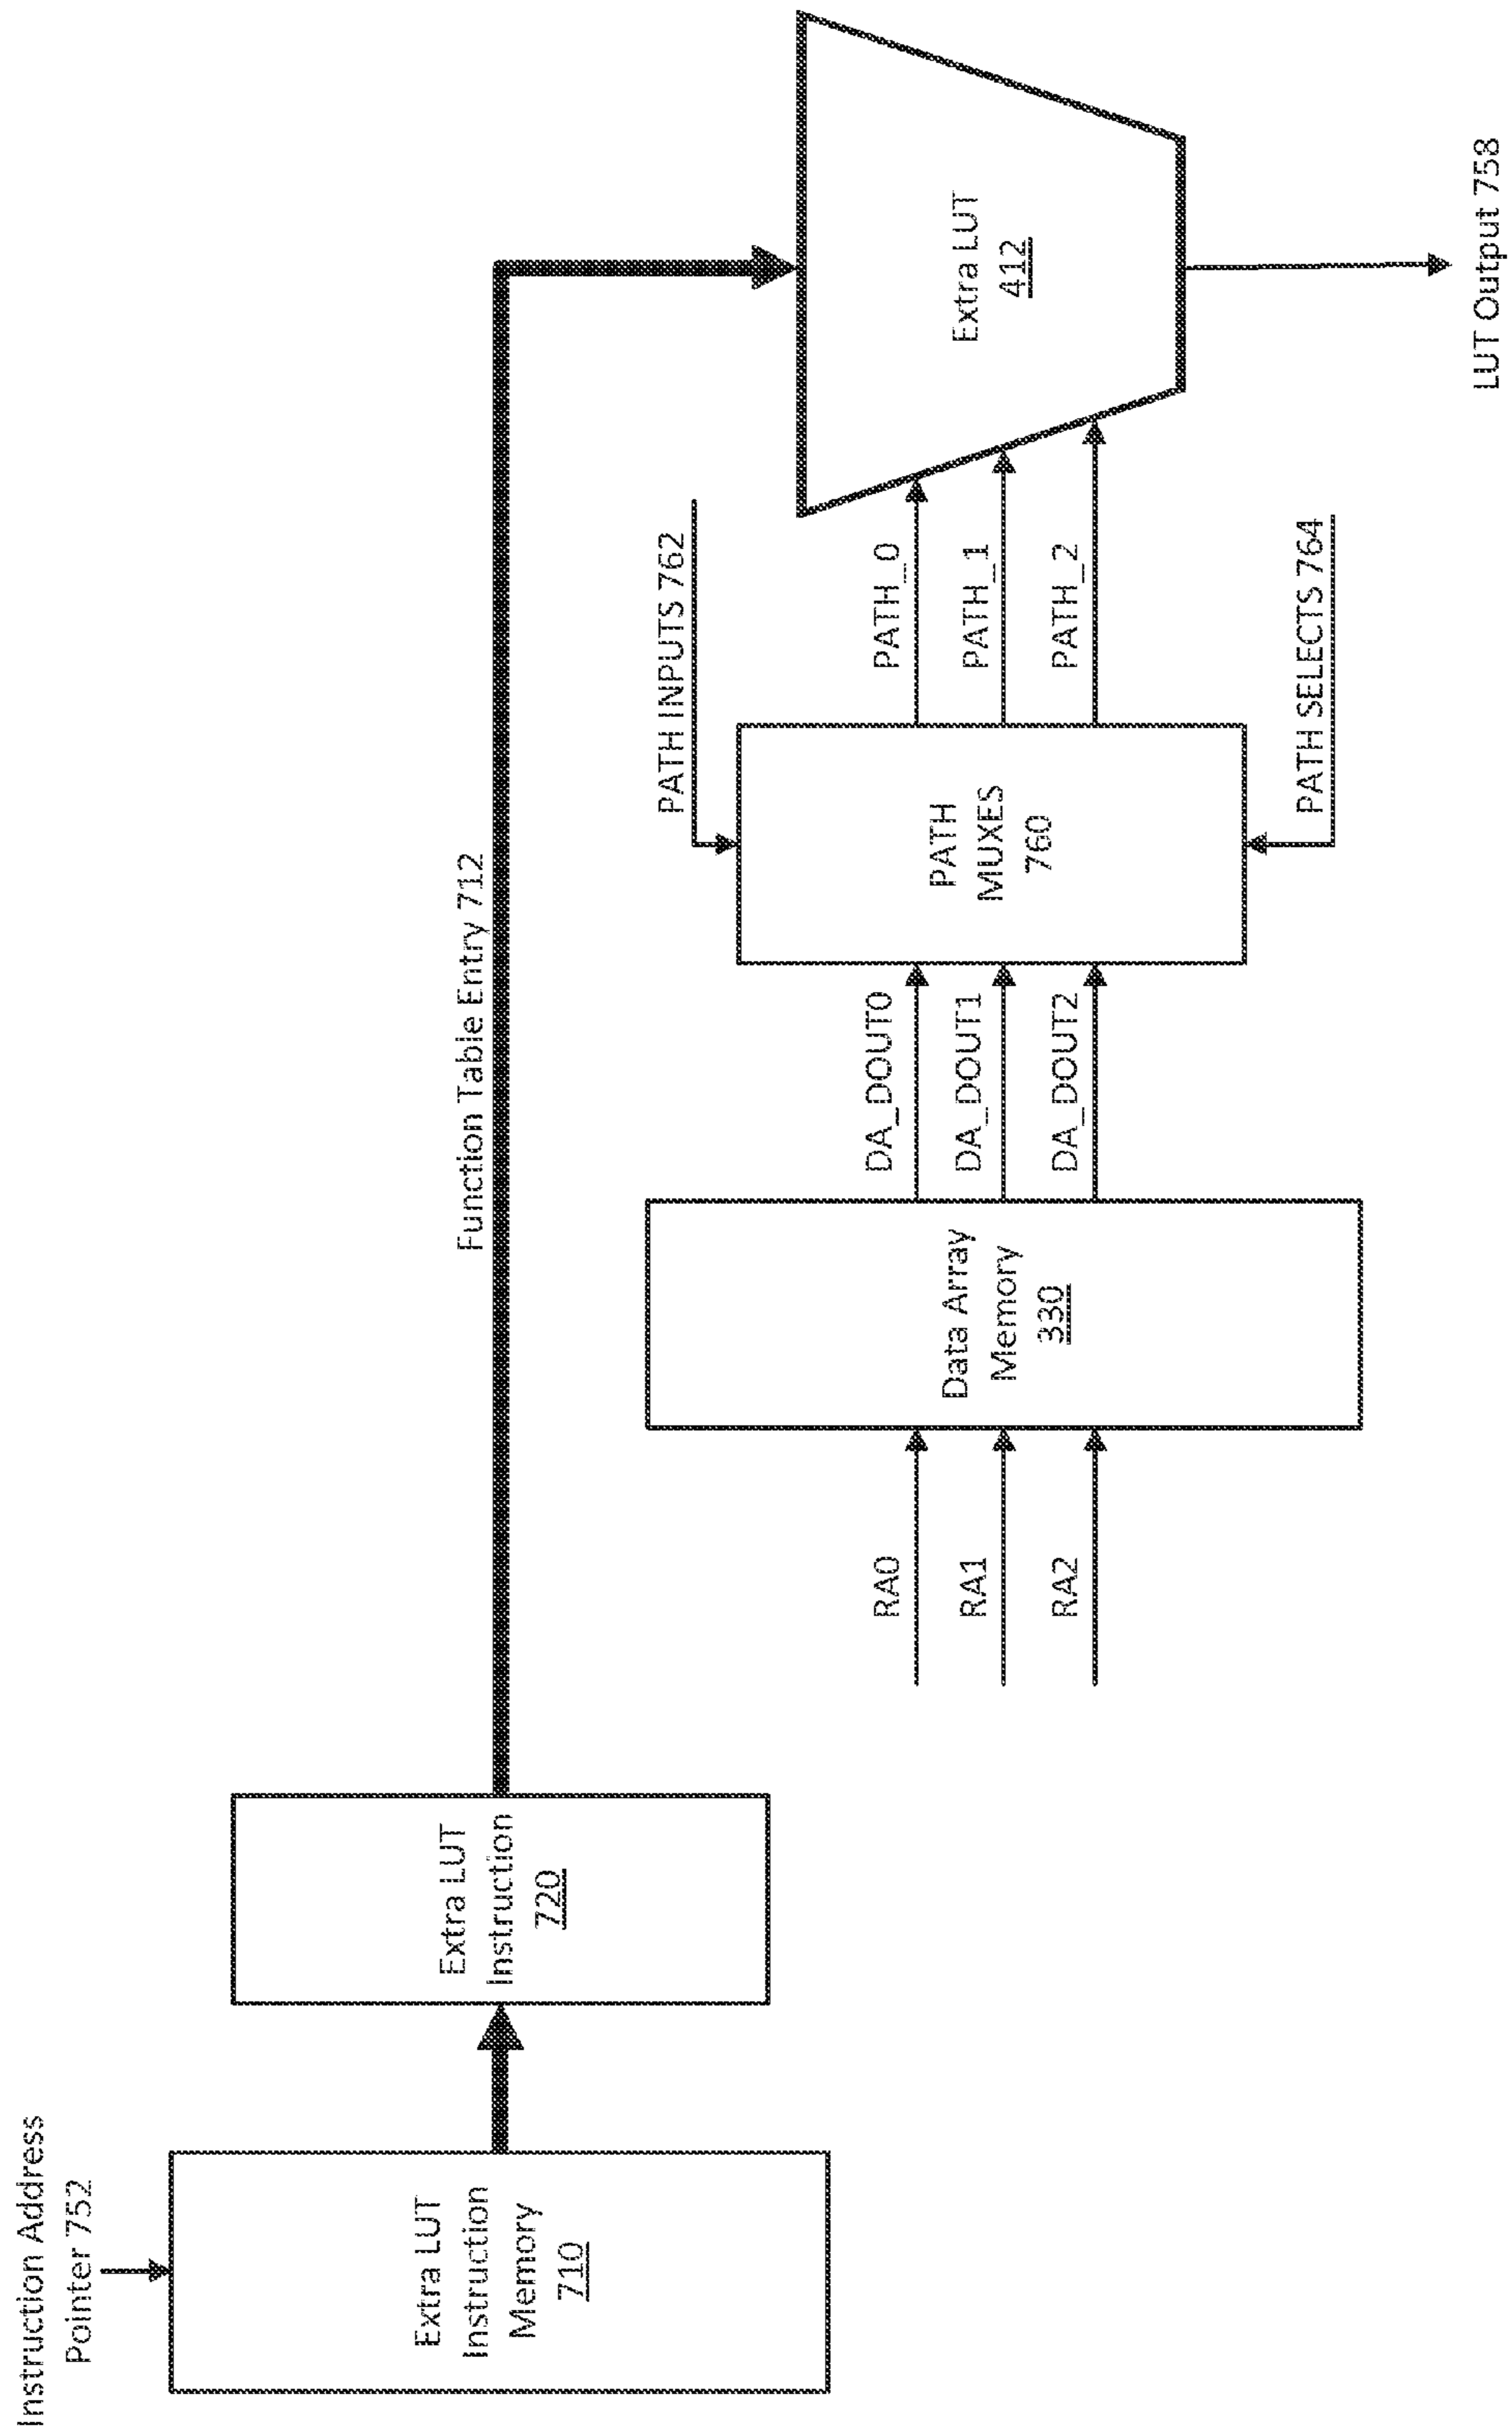 Instruction Address
Pointer 752
Extra LUT
Instruction
Memory
710
Extra LUT
Instruction
720
Function Table Entry 712
RA0
RA1
RA2
Data Array
Memory
330
DA_DOUT0
DA_DOUT1
DA_DOUT2
PATH INPUTS 762
PATH
MUXES
760
PATH SELECTS 764
PATH_0
PATH_1
PATH_2
Extra LUT
412
LUT Output 758